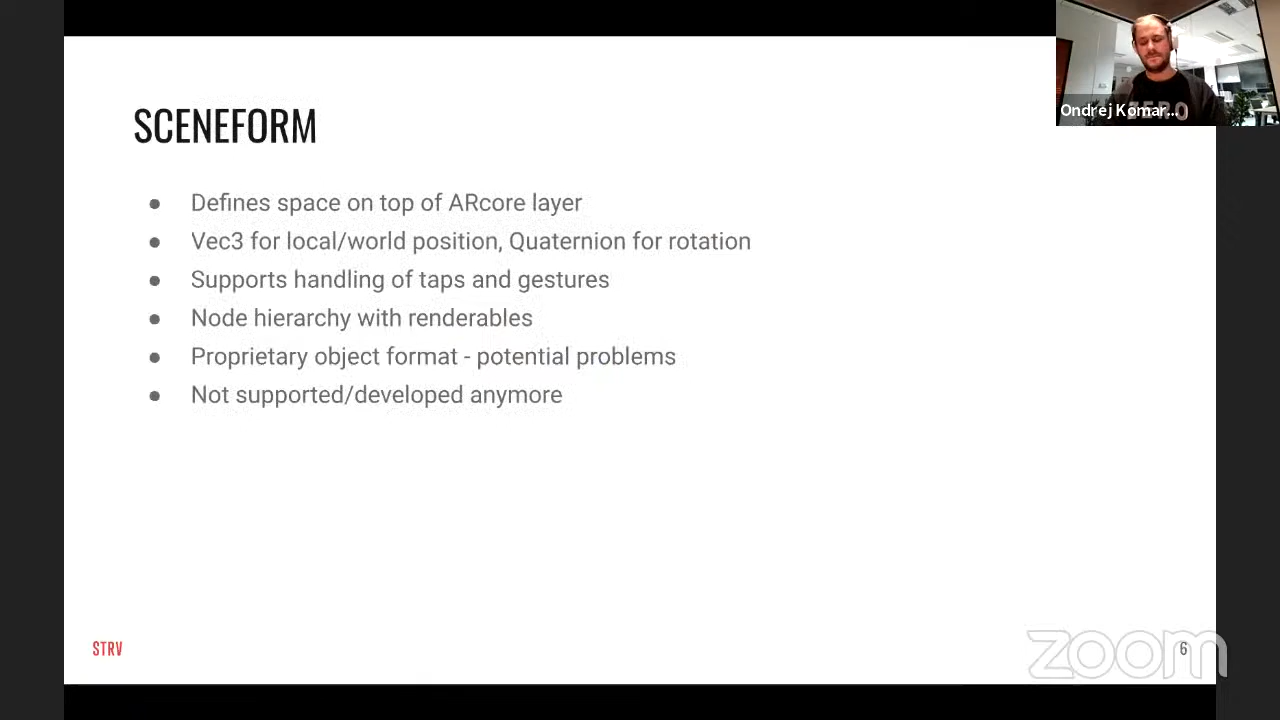 SCENEFORM
● Defines space on top of ARcore layer
● Vec3 for local/world position, Quaternion for rotation
● Supports handling of taps and gestures
● Node hierarchy with renderables
● Proprietary object format - potential problems
● Not supported/developed anymore
ZERO
Ondrej Komar...
STRV
zoom
6